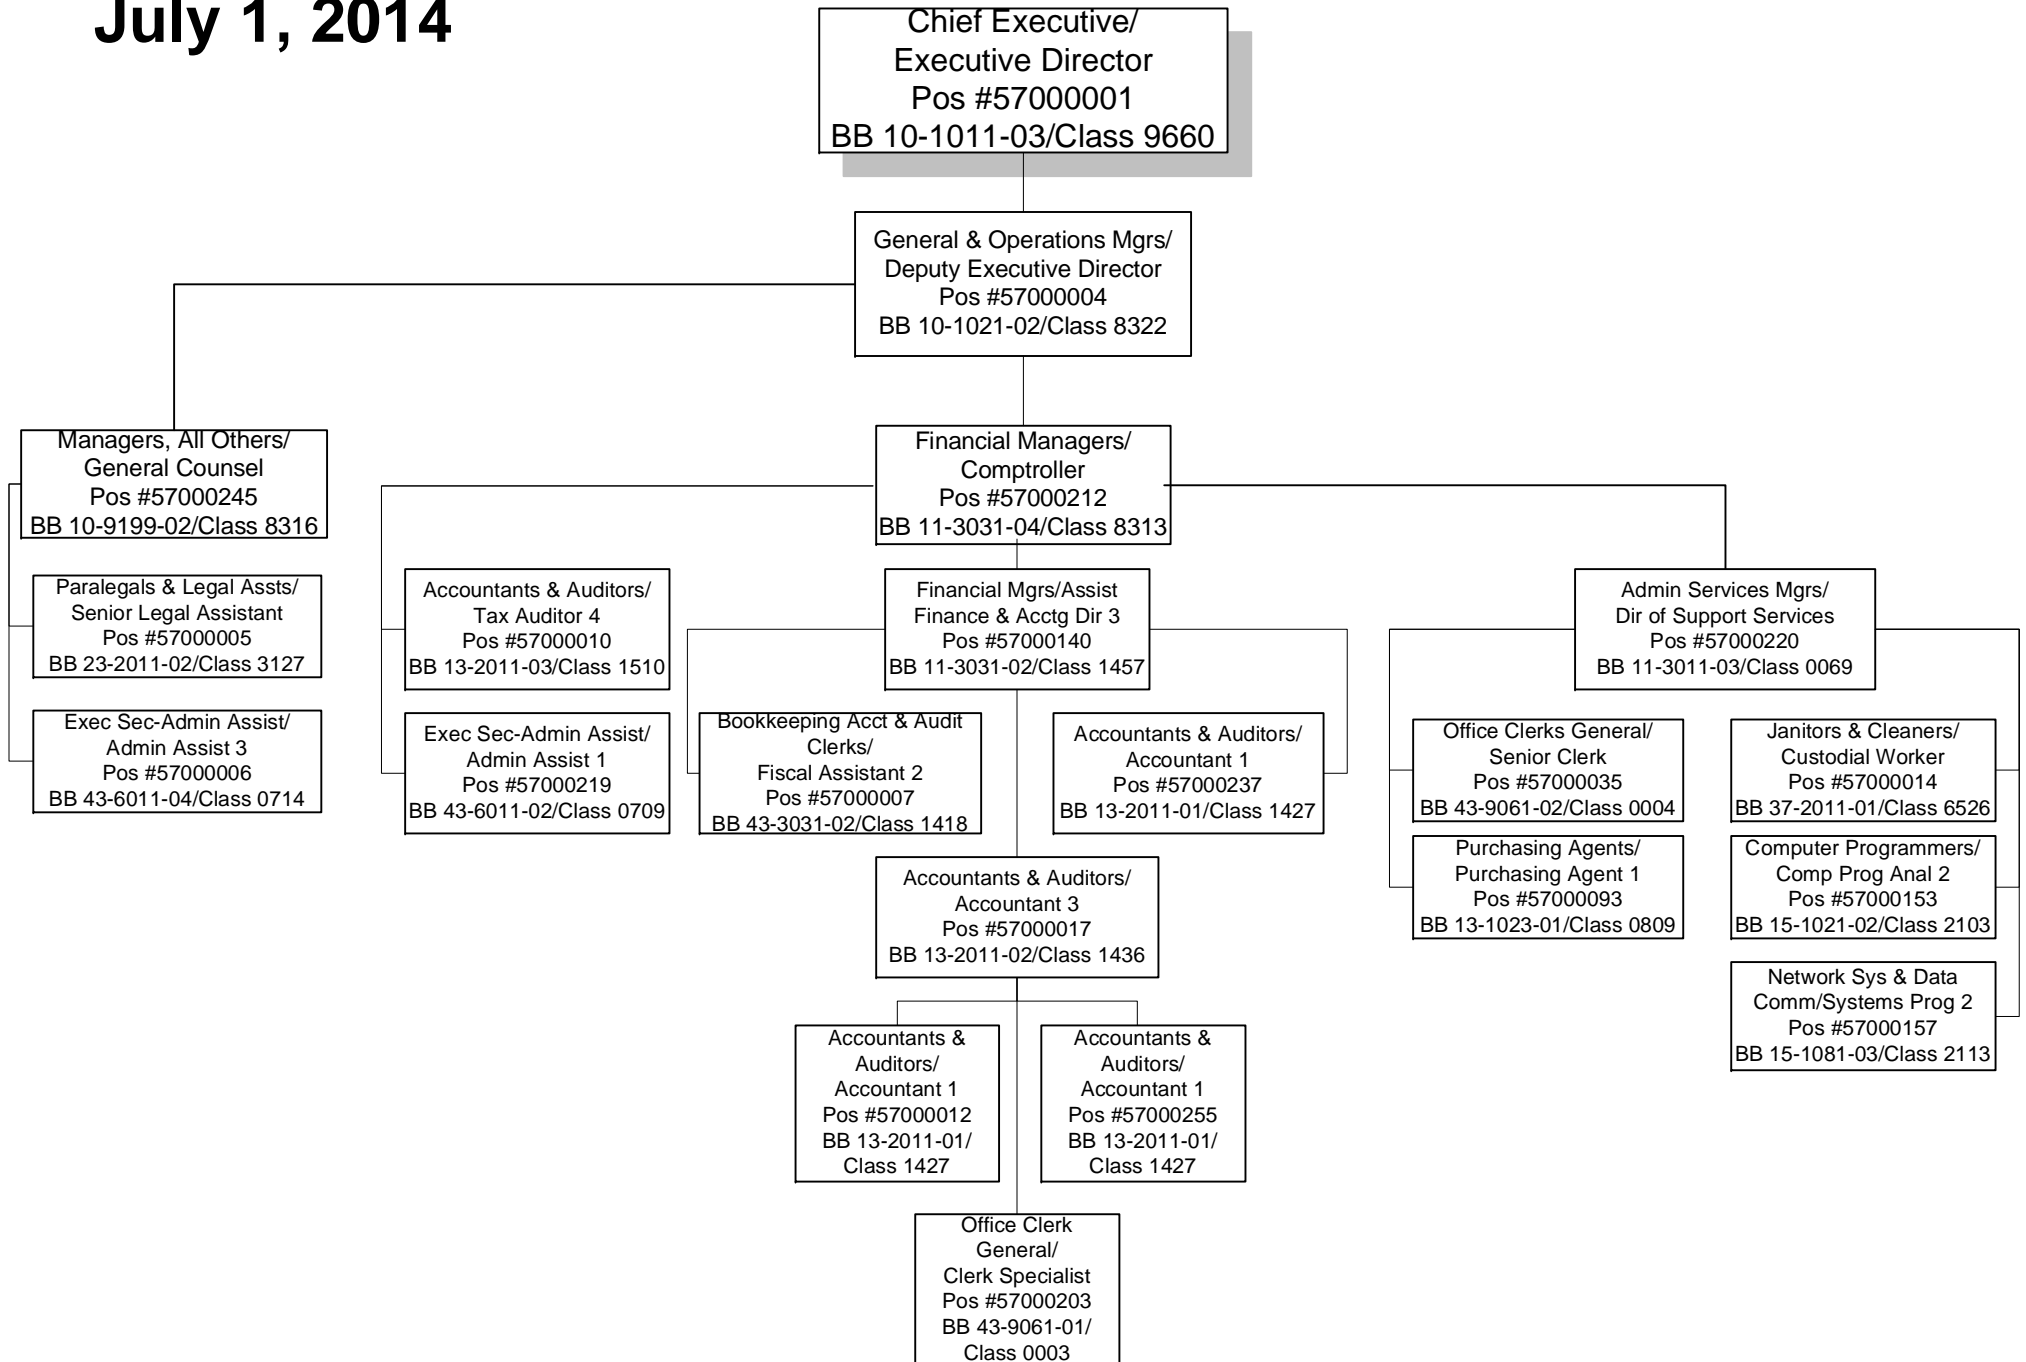 July 1, 2014
Chief Executive/
Executive Director
Pos #57000001
BB 10-1011-03/Class 9660
General & Operations Mgrs/
Deputy Executive Director
Pos #57000004
BB 10-1021-02/Class 8322
Managers, All Others/
General Counsel
Pos #57000245
BB 10-9199-02/Class 8316
Financial Managers/
Comptroller
Pos #57000212
BB 11-3031-04/Class 8313
Paralegals & Legal Assts/
Senior Legal Assistant
Pos #57000005
BB 23-2011-02/Class 3127
Accountants & Auditors/
Tax Auditor 4
Pos #57000010
BB 13-2011-03/Class 1510
Financial Mgrs/Assist
Finance & Acctg Dir 3
Pos #57000140
BB 11-3031-02/Class 1457
Admin Services Mgrs/
Dir of Support Services
Pos #57000220
BB 11-3011-03/Class 0069
Exec Sec-Admin Assist/
Admin Assist 3
Pos #57000006
BB 43-6011-04/Class 0714
Exec Sec-Admin Assist/
Admin Assist 1
Pos #57000219
BB 43-6011-02/Class 0709
Bookkeeping Acct & Audit
Clerks/
Fiscal Assistant 2
Pos #57000007
BB 43-3031-02/Class 1418
Accountants & Auditors/
Accountant 1
Pos #57000237
BB 13-2011-01/Class 1427
Office Clerks General/
Senior Clerk
Pos #57000035
BB 43-9061-02/Class 0004
Janitors & Cleaners/
Custodial Worker
Pos #57000014
BB 37-2011-01/Class 6526
Purchasing Agents/
Purchasing Agent 1
Pos #57000093
BB 13-1023-01/Class 0809
Computer Programmers/
Comp Prog Anal 2
Pos #57000153
BB 15-1021-02/Class 2103
Accountants & Auditors/
Accountant 3
Pos #57000017
BB 13-2011-02/Class 1436
Network Sys & Data
Comm/Systems Prog 2
Pos #57000157
BB 15-1081-03/Class 2113
Accountants &
Auditors/
Accountant 1
Pos #57000012
BB 13-2011-01/
Class 1427
Accountants &
Auditors/
Accountant 1
Pos #57000255
BB 13-2011-01/
Class 1427
Office Clerk
General/
Clerk Specialist
Pos #57000203
BB 43-9061-01/
Class 0003